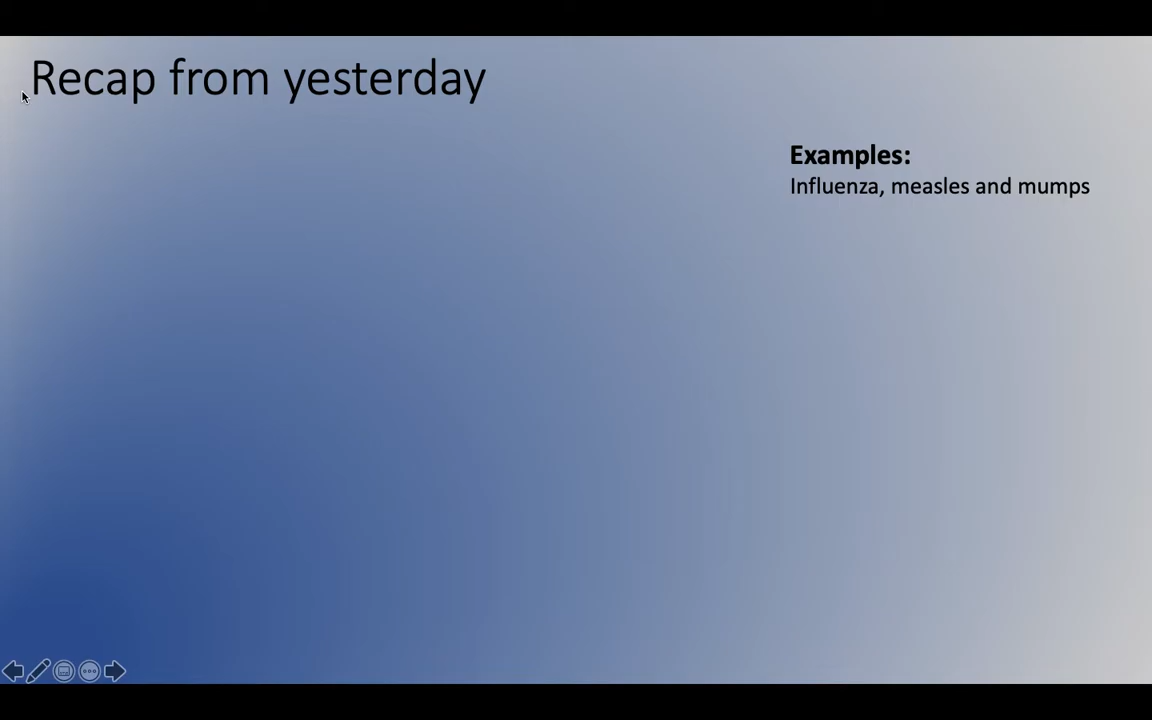 Recap from yesterday
Examples:
Influenza, measles and mumps